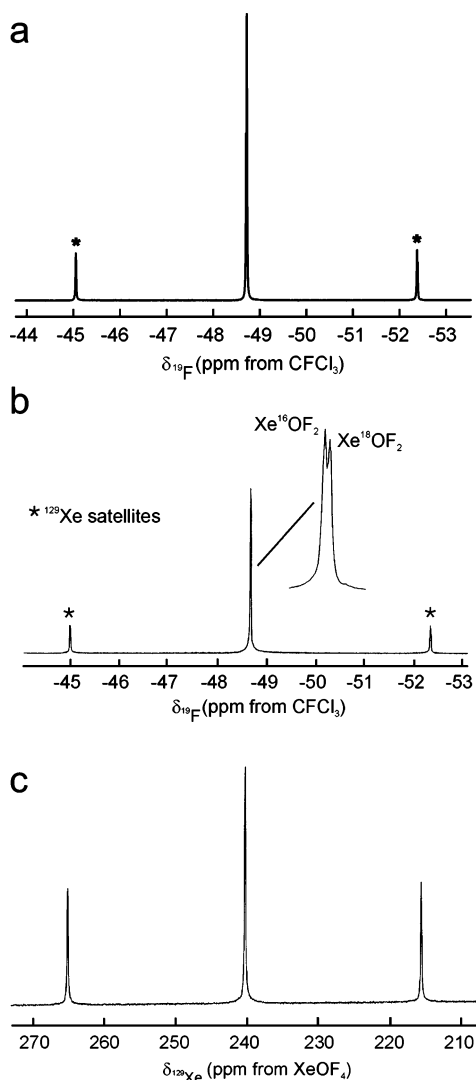 a
* *
-44 -45 -46 -47 -48 -49 -50 -51 -52 -53
δ₁₉F (ppm from CFCl₃)
b
Xe¹⁶OF₂
Xe¹⁸OF₂
* ¹²⁹Xe satellites
* *
-45 -46 -47 -48 -49 -50 -51 -52 -53
δ₁₉F (ppm from CFCl₃)
c
270 260 250 240 230 220 210
δ₁₂₉Xe (ppm from XeOF₄)